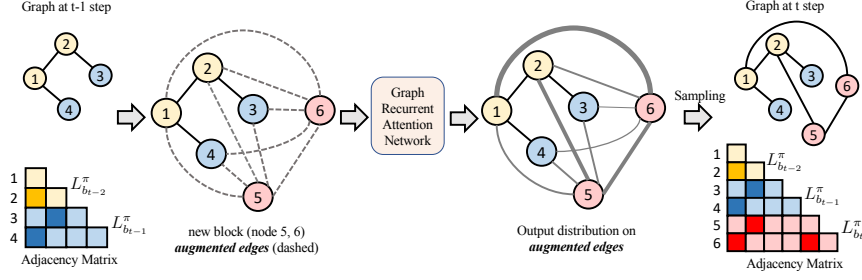 Graph at t-1 step
1
2
3
4
1
2
3
4
L^π_{b_{t-2}}
L^π_{b_{t-1}}
Adjacency Matrix
1
2
3
4
5
6
new block (node 5, 6)
augmented edges (dashed)
Graph
Recurrent
Attention
Network
1
2
3
4
5
6
Output distribution on
augmented edges
Sampling
Graph at t step
1
2
3
4
5
6
1
2
3
4
5
6
L^π_{b_{t-2}}
L^π_{b_{t-1}}
L^π_{b_t}
Adjacency Matrix